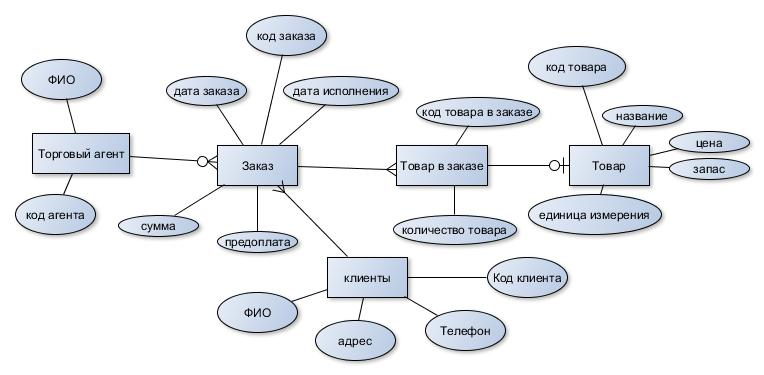 код заказа
ФИО
дата заказа
дата исполнения
код товара
код товара в заказе
название
цена
Торговый агент
Заказ
Товар в заказе
Товар
запас
код агента
сумма
предоплата
количество товара
единица измерения
клиенты
Код клиента
ФИО
адрес
Телефон